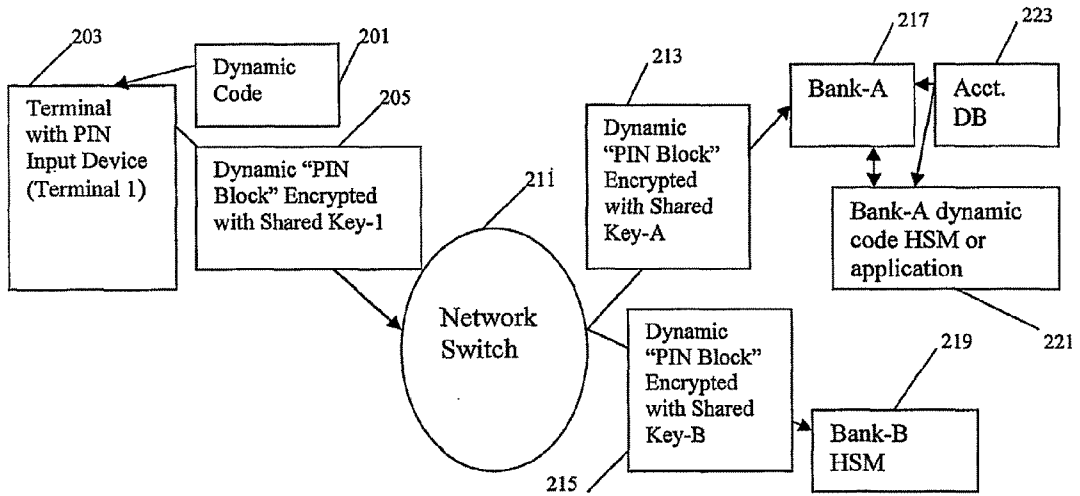 203
Terminal
with PIN
Input Device
(Terminal 1)
Dynamic
Code
201
205
Dynamic “PIN
Block” Encrypted
with Shared Key-1
211
Network
Switch
213
Dynamic
“PIN Block”
Encrypted
with Shared
Key-A
217
Bank-A
223
Acct.
DB
Bank-A dynamic
code HSM or
application
221
Dynamic
“PIN Block”
Encrypted
with Shared
Key-B
215
219
Bank-B
HSM